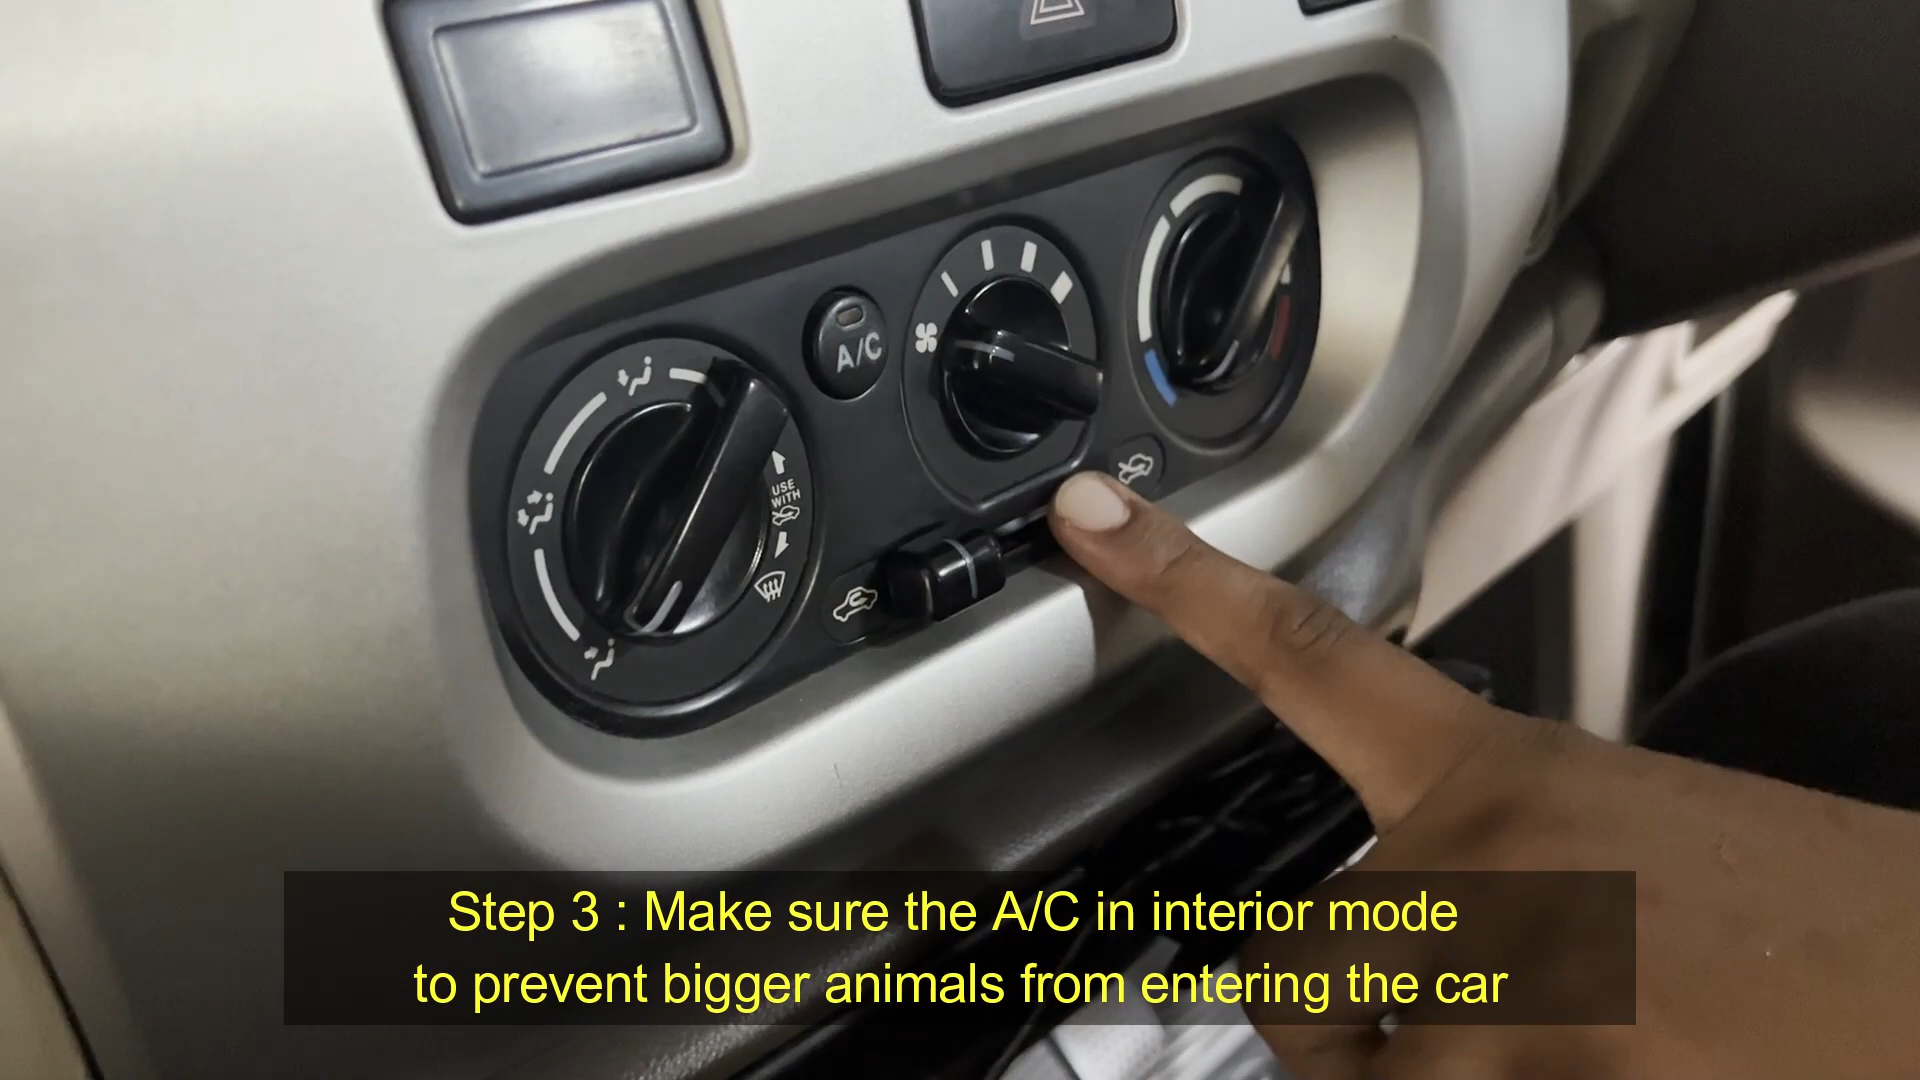 A/C
USE
WITH
Step 3 : Make sure the A/C in interior mode
to prevent bigger animals from entering the car